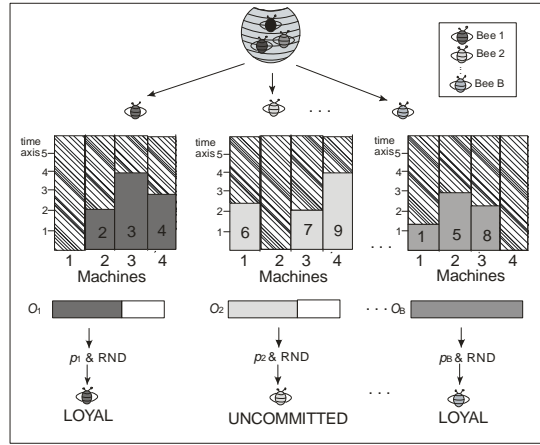 Bee 1
Bee 2
Bee B
. . .
time
axis 5
4
3
2
1
2
3
4
1 2 3 4
Machines
time
axis 5
4
3
2
1
6
7
9
1 2 3 4
Machines
. . .
time
axis 5
4
3
2
1
1
5
8
1 2 3 4
Machines
O1
O2
. . . OB
p1 & RND
p2 & RND
pB & RND
LOYAL
UNCOMMITTED
. . .
LOYAL